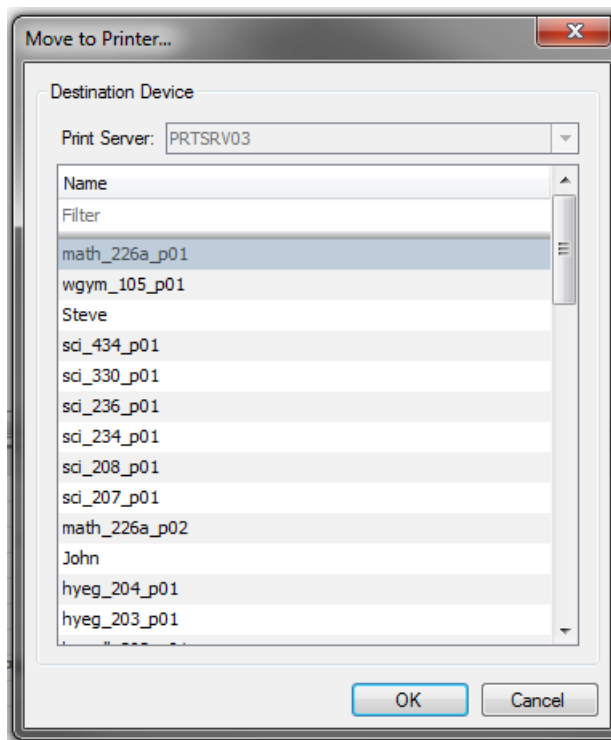 Move to Printer...
Destination Device
Print Server: PRTSRV03
Name
Filter
math_226a_p01
wgym_105_p01
Steve
sci_434_p01
sci_330_p01
sci_236_p01
sci_234_p01
sci_208_p01
sci_207_p01
math_226a_p02
John
hyeg_204_p01
hyeg_203_p01
OK Cancel